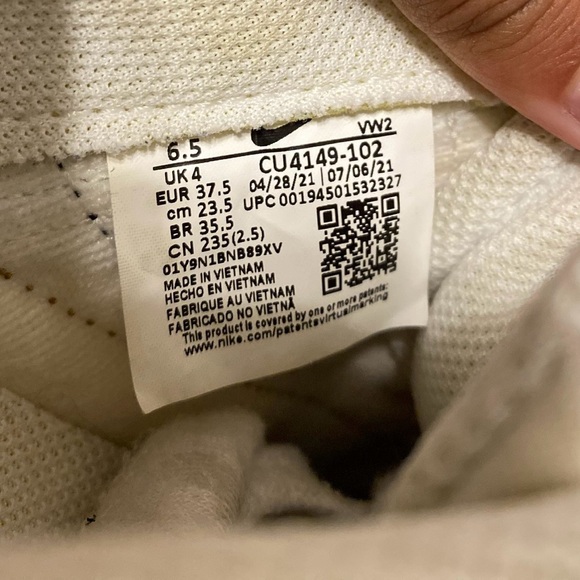 6.5 VW2
UK 4 CU4149-102
EUR 37.5 04/28/21 07/06/21
cm 23.5 UPC 00194501532327
BR 35.5
CN 235(2.5)
01Y9N1BNB89XV
MADE IN VIETNAM
HECHO EN VIETNAM
FABRIQUE AU VIETNAM
FABRICADO NO VIETNÃ
This product is covered by one or more patents:
www.nike.com/patentsvirtualmarking